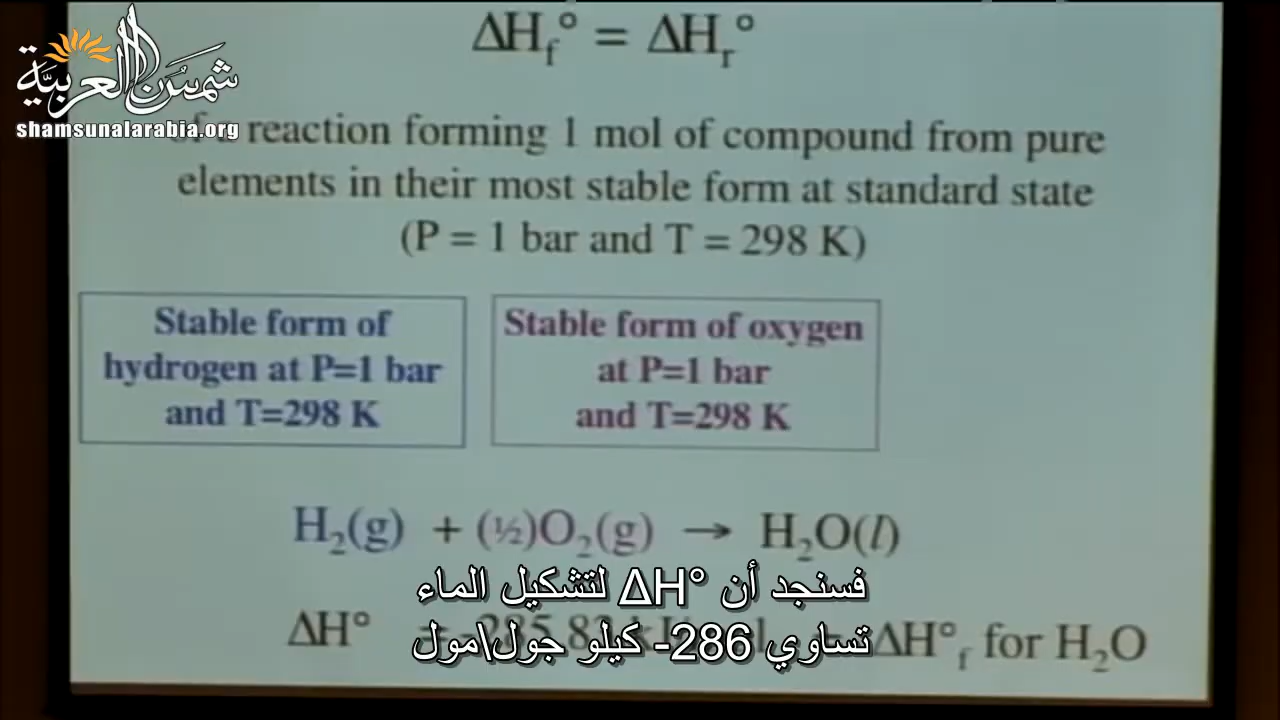 شمس العربية
shamsunalarabia.org
ΔHf° = ΔHr°
of a reaction forming 1 mol of compound from pure
elements in their most stable form at standard state
(P = 1 bar and T = 298 K)
Stable form of
hydrogen at P=1 bar
and T=298 K
Stable form of oxygen
at P=1 bar
and T=298 K
H₂(g) + (½)O₂(g) → H₂O(l)
فسنجد أن ΔH° لتشكيل الماء
تساوي 286- كيلو جول\مول
ΔH° ΔH°f for H₂O